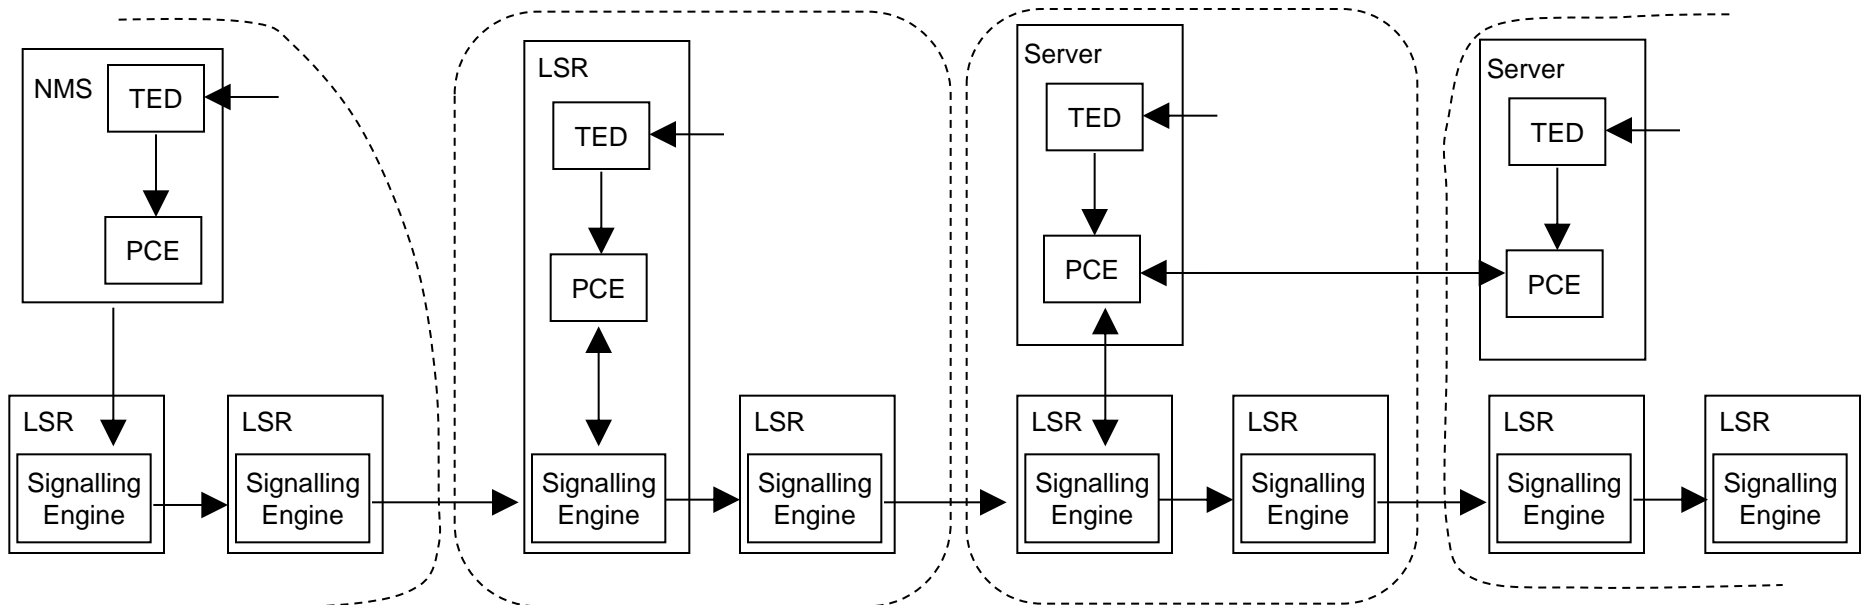 NMS
TED
PCE
LSR
Signalling
Engine
LSR
Signalling
Engine
LSR
TED
PCE
Signalling
Engine
LSR
Signalling
Engine
Server
TED
PCE
LSR
Signalling
Engine
LSR
Signalling
Engine
Server
TED
PCE
LSR
Signalling
Engine
LSR
Signalling
Engine